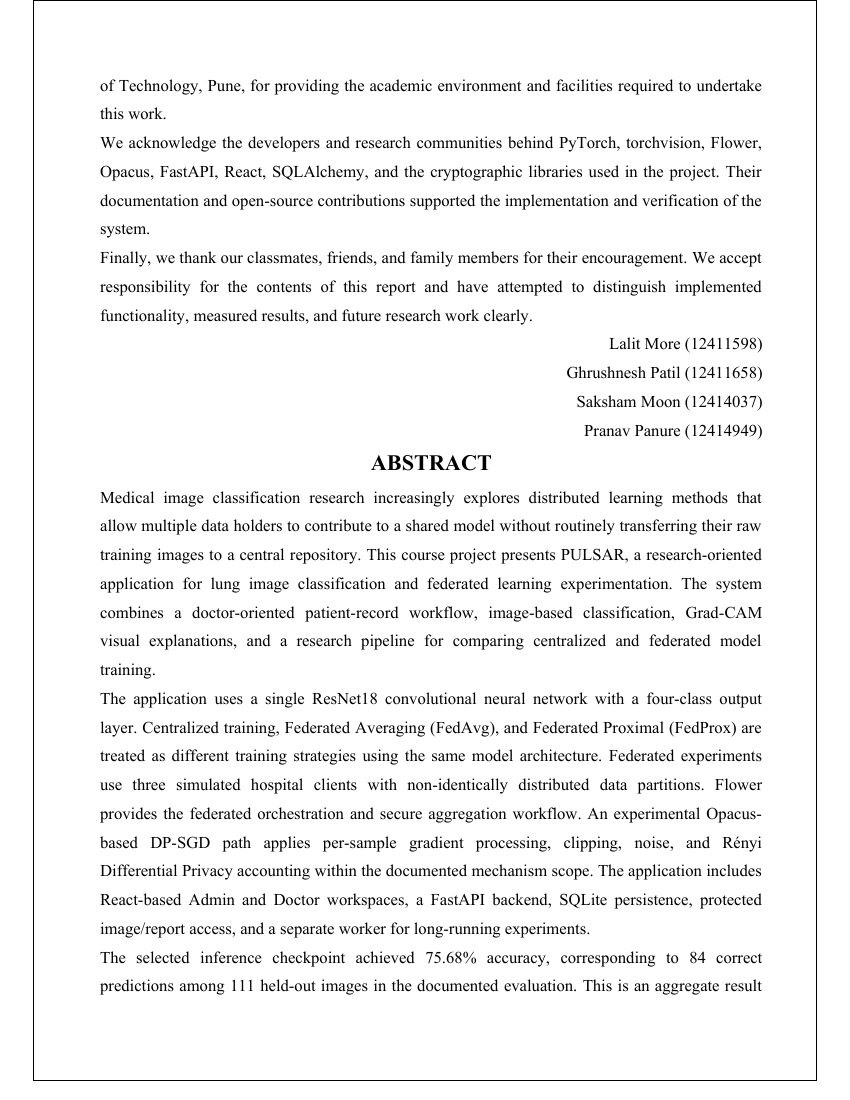 of Technology, Pune, for providing the academic environment and facilities required to undertake
this work.
We acknowledge the developers and research communities behind PyTorch, torchvision, Flower,
Opacus, FastAPI, React, SQLAlchemy, and the cryptographic libraries used in the project. Their
documentation and open-source contributions supported the implementation and verification of the
system.
Finally, we thank our classmates, friends, and family members for their encouragement. We accept
responsibility for the contents of this report and have attempted to distinguish implemented
functionality, measured results, and future research work clearly.
Lalit More (12411598)
Ghrushnesh Patil (12411658)
Saksham Moon (12414037)
Pranav Panure (12414949)
ABSTRACT
Medical image classification research increasingly explores distributed learning methods that
allow multiple data holders to contribute to a shared model without routinely transferring their raw
training images to a central repository. This course project presents PULSAR, a research-oriented
application for lung image classification and federated learning experimentation. The system
combines a doctor-oriented patient-record workflow, image-based classification, Grad-CAM
visual explanations, and a research pipeline for comparing centralized and federated model
training.
The application uses a single ResNet18 convolutional neural network with a four-class output
layer. Centralized training, Federated Averaging (FedAvg), and Federated Proximal (FedProx) are
treated as different training strategies using the same model architecture. Federated experiments
use three simulated hospital clients with non-identically distributed data partitions. Flower
provides the federated orchestration and secure aggregation workflow. An experimental Opacus-
based DP-SGD path applies per-sample gradient processing, clipping, noise, and Rényi
Differential Privacy accounting within the documented mechanism scope. The application includes
React-based Admin and Doctor workspaces, a FastAPI backend, SQLite persistence, protected
image/report access, and a separate worker for long-running experiments.
The selected inference checkpoint achieved 75.68% accuracy, corresponding to 84 correct
predictions among 111 held-out images in the documented evaluation. This is an aggregate result